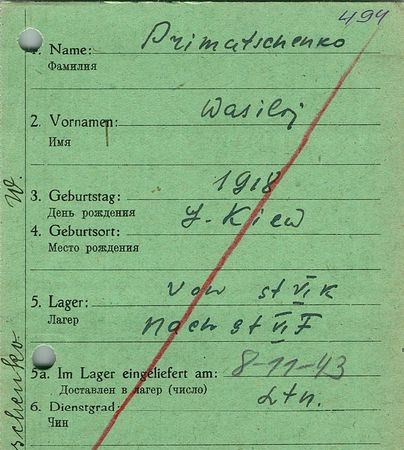 494
1. Name: Primatschenko
Фамилия
2. Vornamen: Wasilij
Имя
3. Geburtstag: 1918
День рождения
4. Geburtsort: g. Kiew
Место рождения
5. Lager: von st VI K
Лагер nach st VI F
5a. Im Lager eingeliefert am: 8-11-43
Доставлен в лагер (число)
6. Dienstgrad: Ltn.
Чин
schenko W.